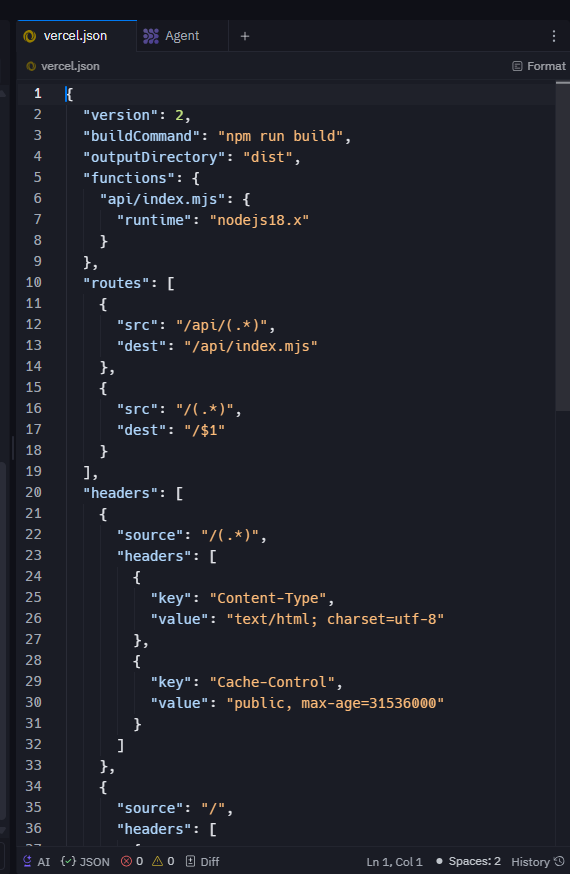 vercel.json
Agent
vercel.json
Format
1 {
2 "version": 2,
3 "buildCommand": "npm run build",
4 "outputDirectory": "dist",
5 "functions": {
6 "api/index.mjs": {
7 "runtime": "nodejs18.x"
8 }
9 },
10 "routes": [
11 {
12 "src": "/api/(.*)",
13 "dest": "/api/index.mjs"
14 },
15 {
16 "src": "/(.*)",
17 "dest": "/$1"
18 }
19 ],
20 "headers": [
21 {
22 "source": "/(.*)",
23 "headers": [
24 {
25 "key": "Content-Type",
26 "value": "text/html; charset=utf-8"
27 },
28 {
29 "key": "Cache-Control",
30 "value": "public, max-age=31536000"
31 }
32 ]
33 },
34 {
35 "source": "/",
36 "headers": [
AI {✓} JSON 0 0 Diff Ln 1, Col 1 Spaces: 2 History